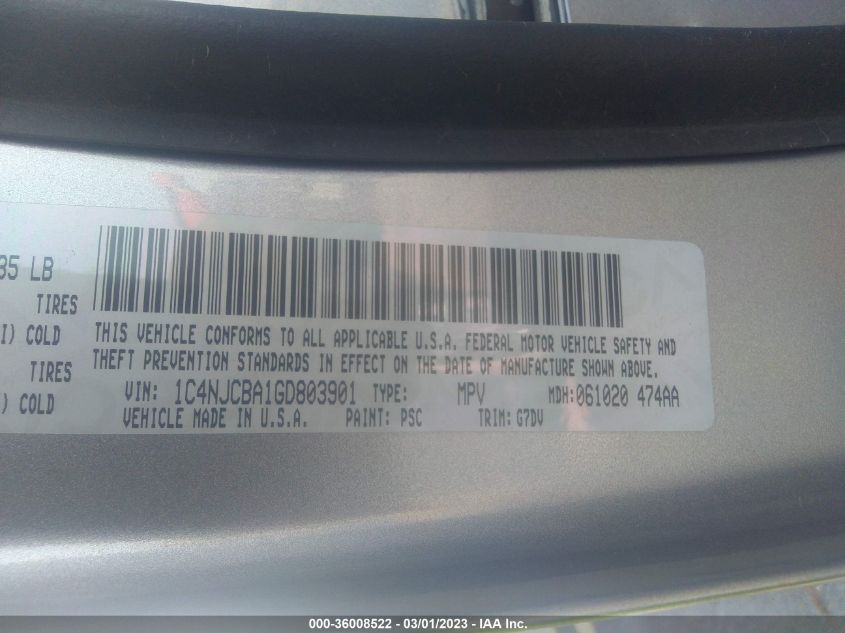 85 LB
TIRES
I) COLD
TIRES
) COLD
THIS VEHICLE CONFORMS TO ALL APPLICABLE U.S.A. FEDERAL MOTOR VEHICLE SAFETY AND
THEFT PREVENTION STANDARDS IN EFFECT ON THE DATE OF MANUFACTURE SHOWN ABOVE.
VIN: 1C4NJCBA1GD803901 TYPE: MPV MDH:061020 474AA
VEHICLE MADE IN U.S.A. PAINT: PSC TRIM: G7DV
000-36008522 - 03/01/2023 - IAA Inc.